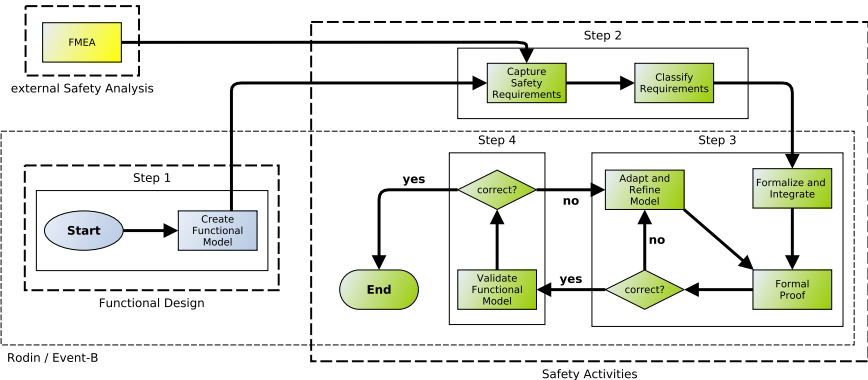 FMEA
external Safety Analysis
Step 2
Capture
Safety
Requirements
Classify
Requirements
Step 1
Start
Create
Functional
Model
Functional Design
Step 4
correct?
yes
no
Validate
Functional
Model
End
Step 3
Adapt and
Refine
Model
Formalize and
Integrate
no
yes
correct?
Formal
Proof
Rodin / Event-B
Safety Activities